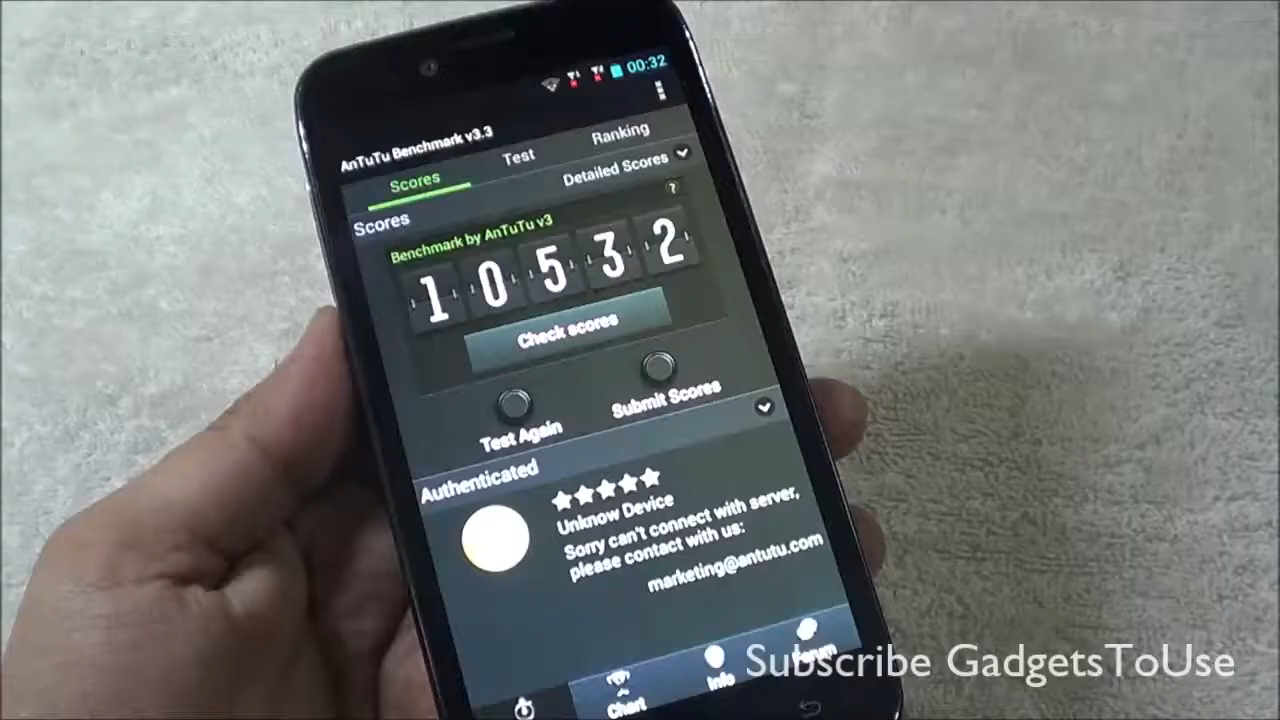 00:32
AnTuTu Benchmark v3.3
Scores
Test
Ranking
Scores
Detailed Scores
?
Benchmark by AnTuTu v3
10532
Check scores
Test Again
Submit Scores
Authenticated
Unknow Device
Sorry can't connect with server,
please contact with us:
marketing@antutu.com
Chart
Info
Forum
Subscribe GadgetsToUse